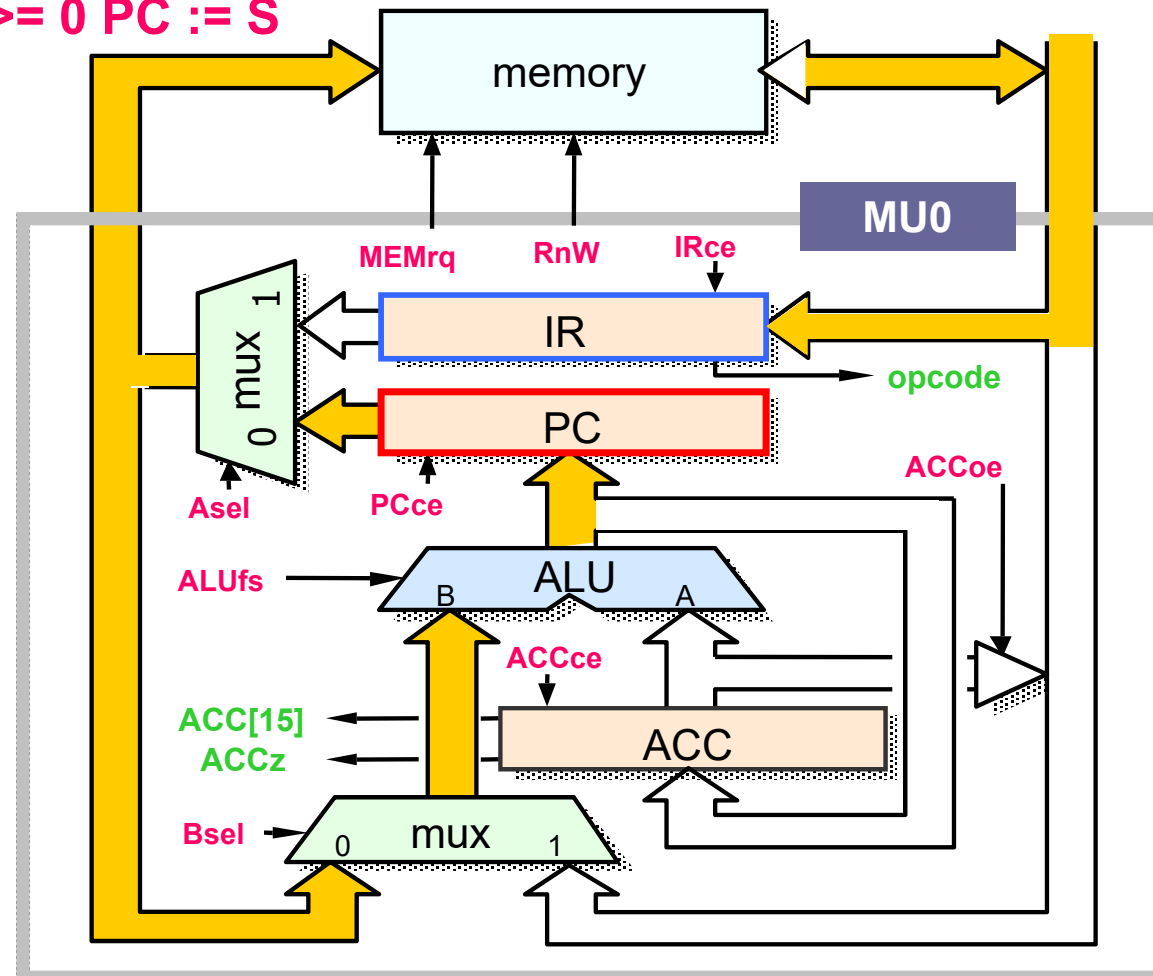 >= 0 PC := S
memory
MU0
MEMrq
RnW
IRce
mux
1
0
IR
opcode
PC
Asel
PCce
ACCoe
ALUfs
ALU
B
A
ACCce
ACC[15]
ACCz
ACC
Bsel
mux
0
1